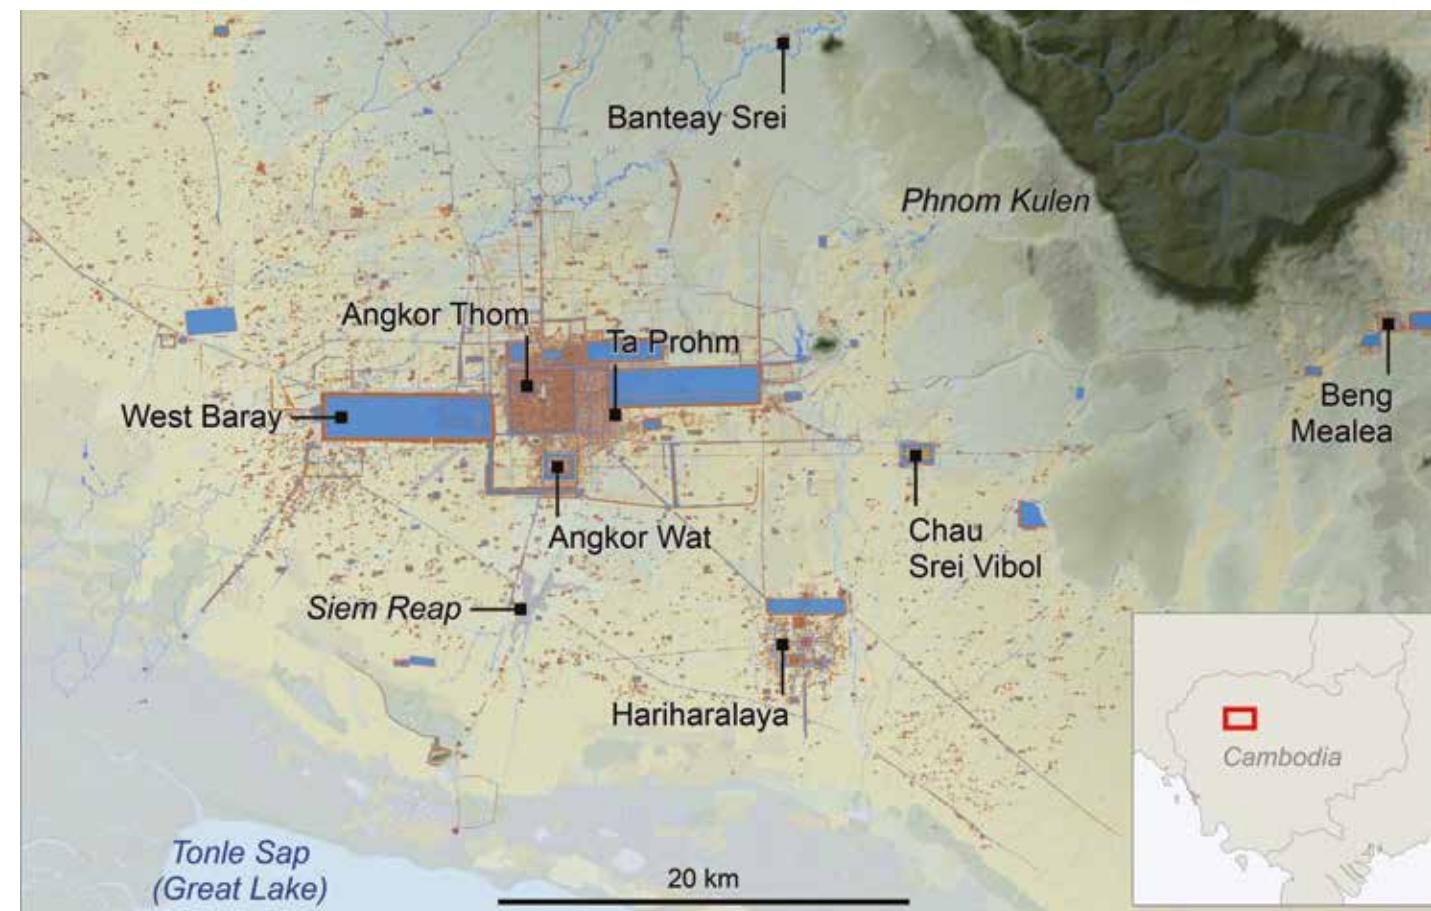 Banteay Srei
Phnom Kulen
Angkor Thom
Ta Prohm
West Baray
Beng
Mealea
Angkor Wat
Chau
Srei Vibol
Siem Reap
Hariharalaya
Cambodia
Tonle Sap
(Great Lake)
20 km